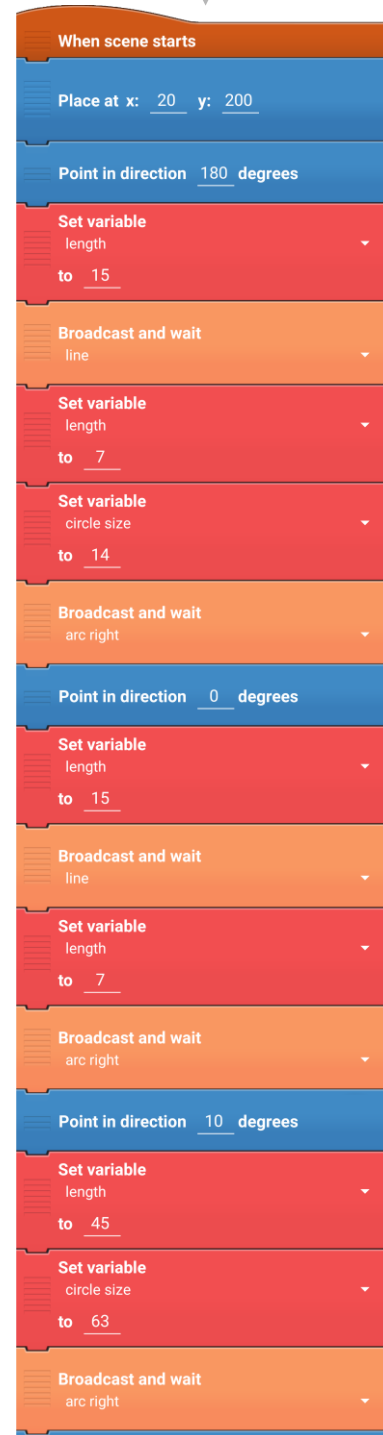 When scene starts
Place at x: 20 y: 200
Point in direction 180 degrees
Set variable
length
to 15
Broadcast and wait
line
Set variable
length
to 7
Set variable
circle size
to 14
Broadcast and wait
arc right
Point in direction 0 degrees
Set variable
length
to 15
Broadcast and wait
line
Set variable
length
to 7
Broadcast and wait
arc right
Point in direction 10 degrees
Set variable
length
to 45
Set variable
circle size
to 63
Broadcast and wait
arc right